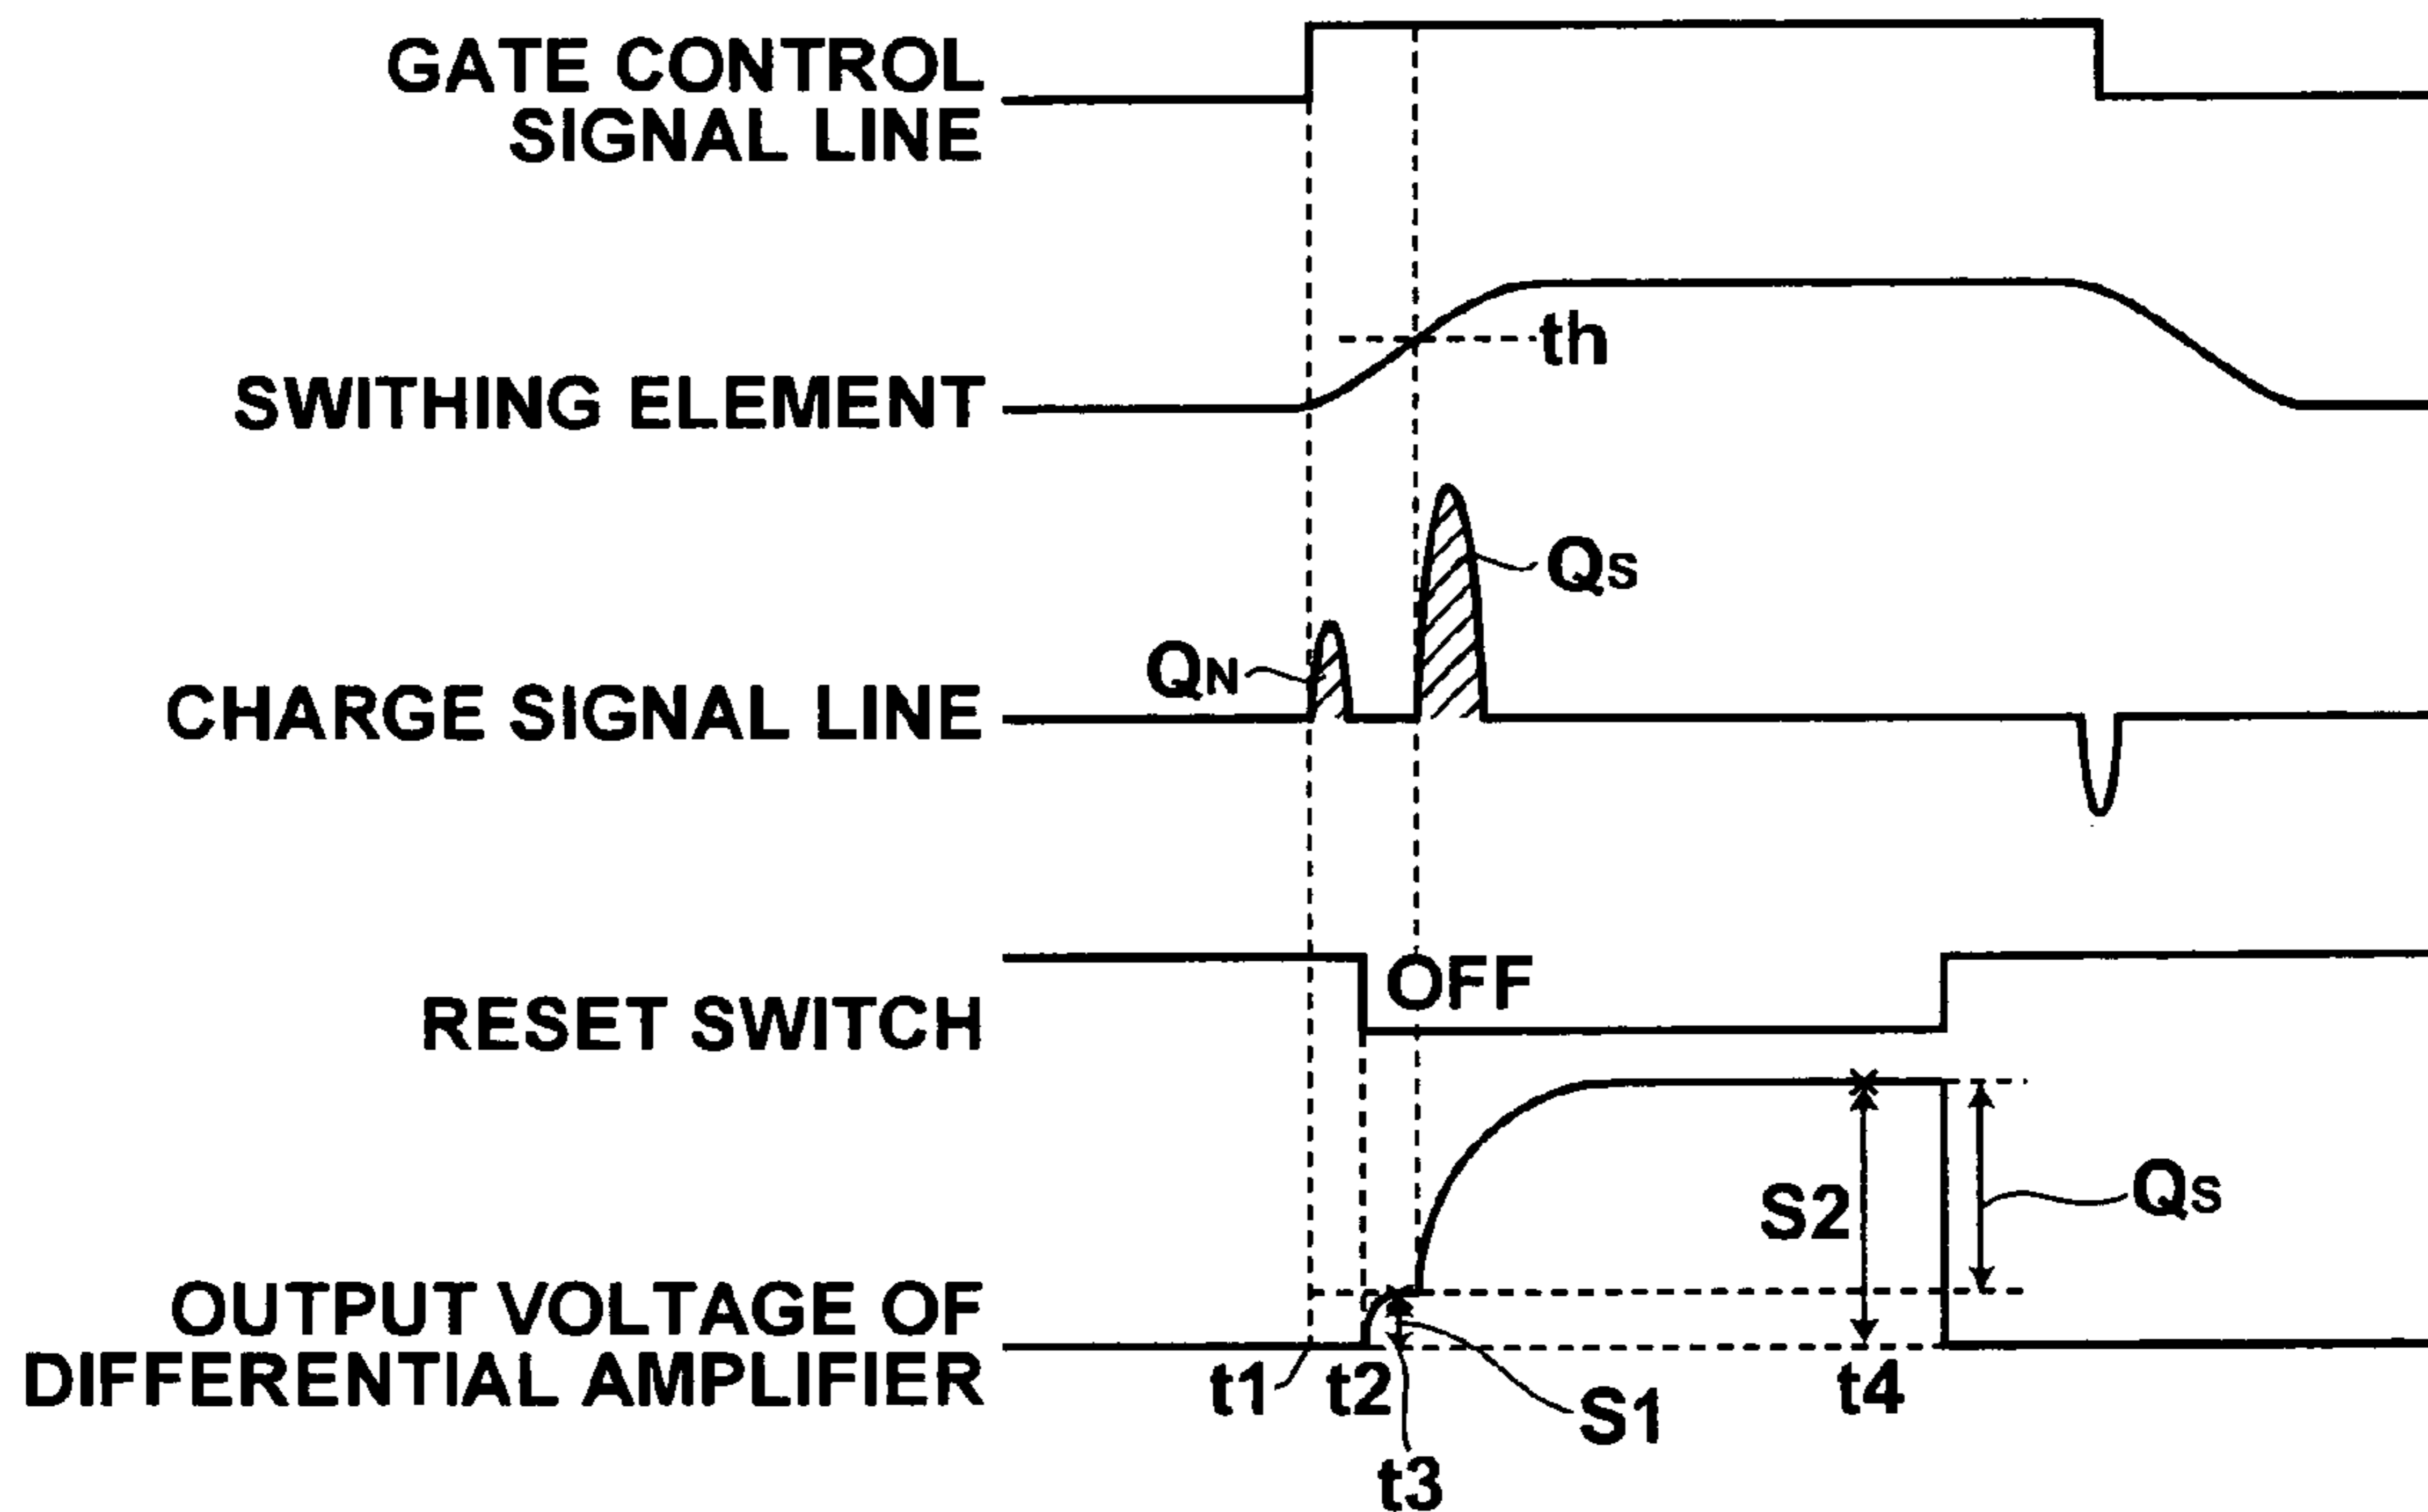 GATE CONTROL
SIGNAL LINE
SWITHING ELEMENT
th
QS
QN
CHARGE SIGNAL LINE
OFF
RESET SWITCH
S2
QS
OUTPUT VOLTAGE OF
DIFFERENTIAL AMPLIFIER
t1
t2
S1
t4
t3